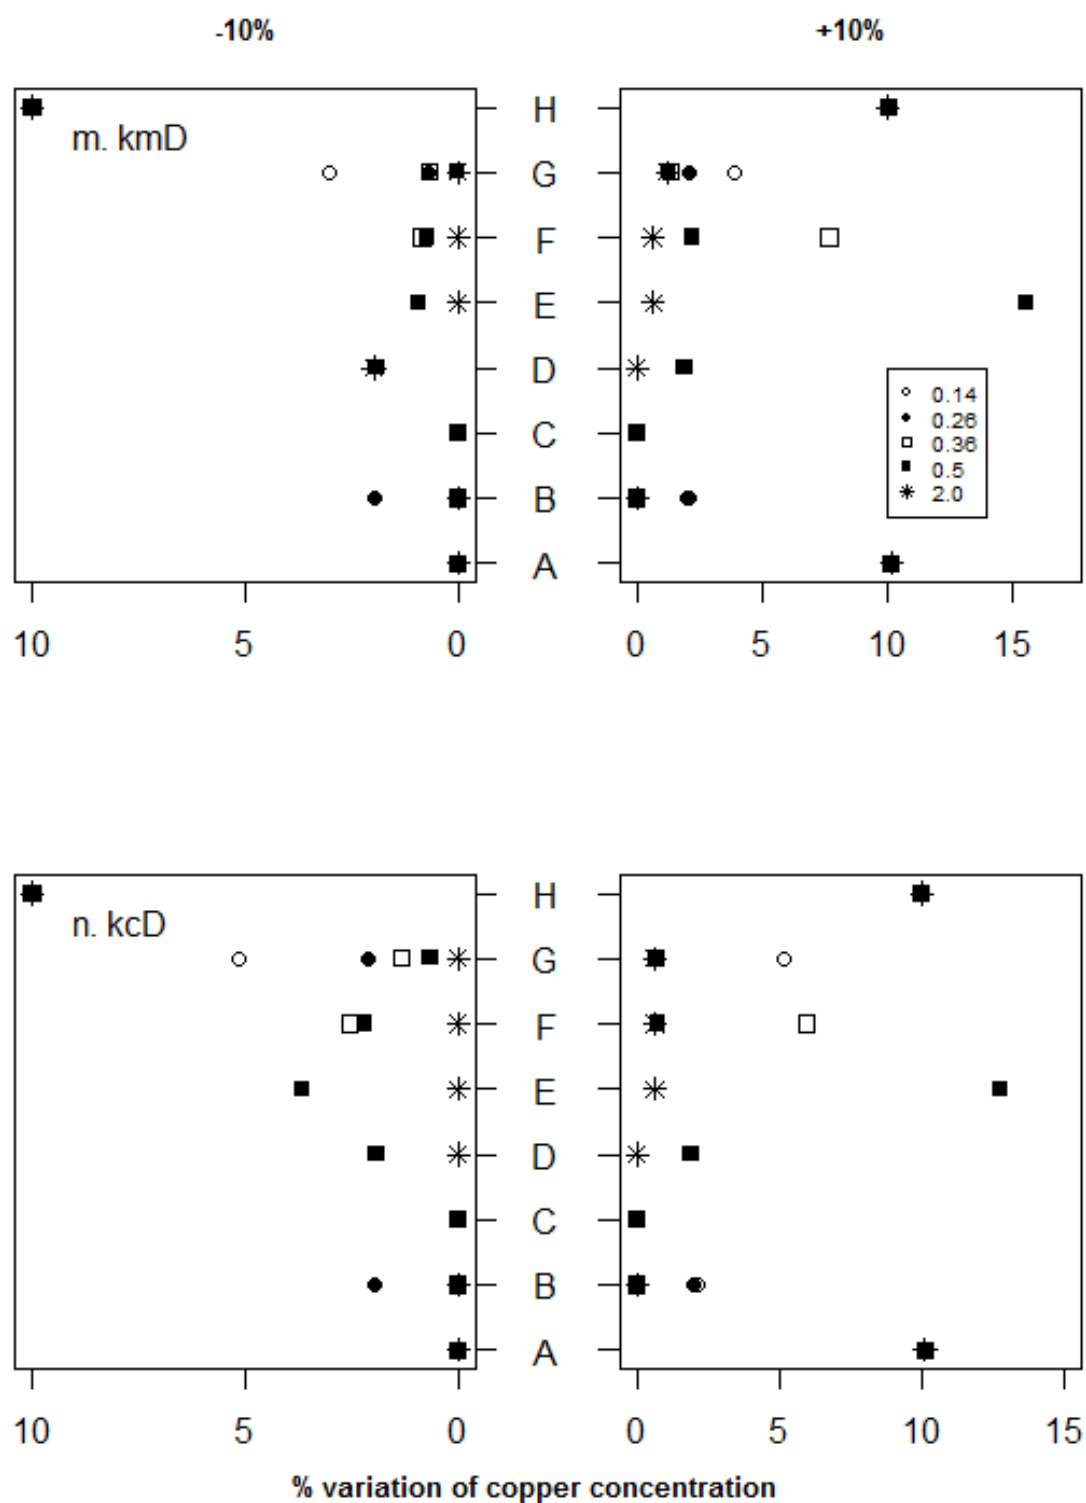 -10% +10%
m. kmD
H
G
F
E
D
C
B
A
0.14
0.26
0.36
0.5
2.0
10 5 0 0 5 10 15
n. kcD
H
G
F
E
D
C
B
A
10 5 0 0 5 10 15
% variation of copper concentration